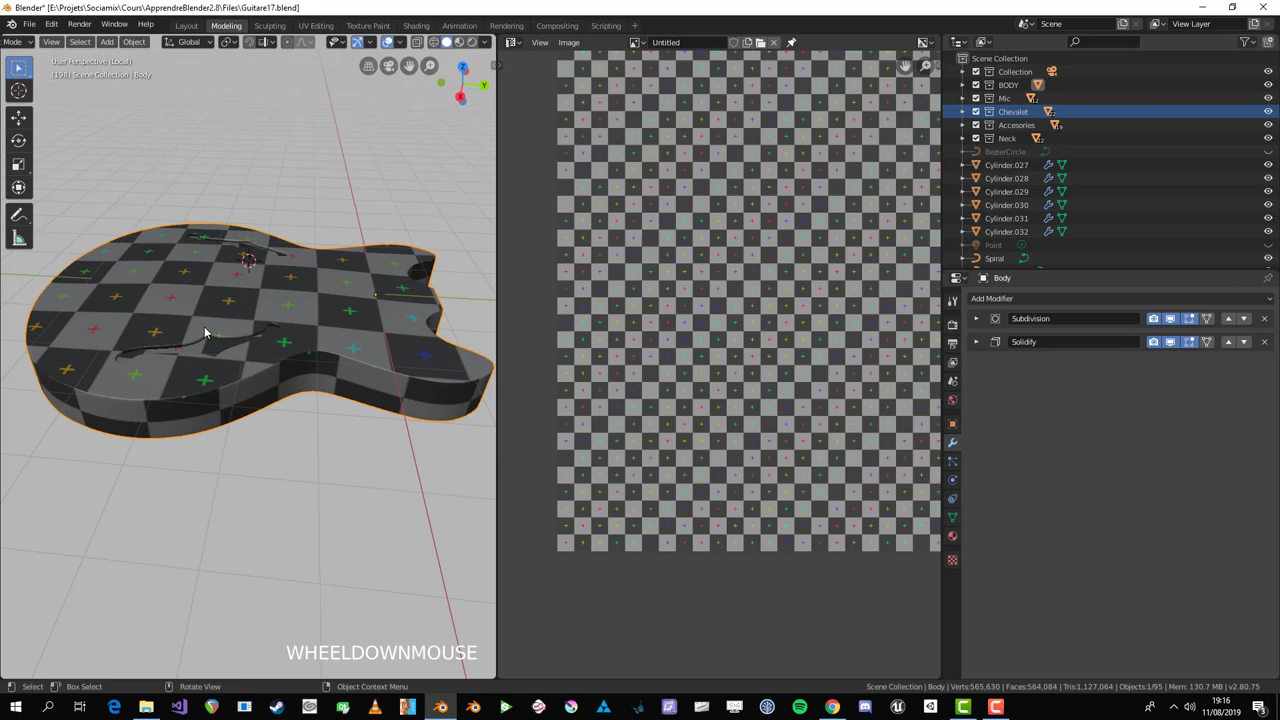 Blender* [E:\Projets\Sociamix\Cours\ApprendreBlender2.8\Guitare17.blend]
File Edit Render Window Help Layout Modeling Sculpting UV Editing Texture Paint Shading Animation Rendering Compositing Scripting + Scene View Layer
Mode View Select Add Object Global View Image Untitled
User Perspective (Local)
(198) Scene Collection | Body
Z
Y
X
Scene Collection
Collection
BODY
Mic
Chevalet
Accesories
Neck
BezierCircle
Cylinder.027
Cylinder.028
Cylinder.029
Cylinder.030
Cylinder.031
Cylinder.032
Point
Spiral
Body
Add Modifier
Subdivision
Solidify
WHEELDOWNMOUSE
Select Box Select Rotate View Object Context Menu Scene Collection | Body | Verts:565,630 | Faces:564,084 | Tris:1,127,064 | Objects:1/95 | Mem: 130.7 MB | v2.80.75
19:16
11/08/2019